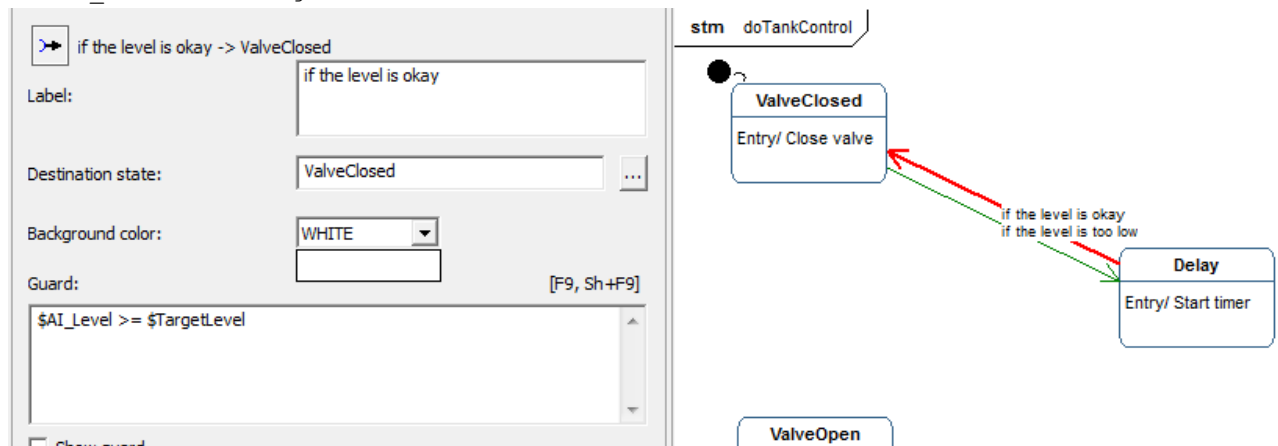 if the level is okay -> ValveClosed
Label:
if the level is okay
Destination state:
ValveClosed
...
Background color:
WHITE
Guard:
[F9, Sh+F9]
$AI_Level >= $TargetLevel
stm doTankControl
ValveClosed
Entry/ Close valve
if the level is okay
if the level is too low
Delay
Entry/ Start timer
ValveOpen